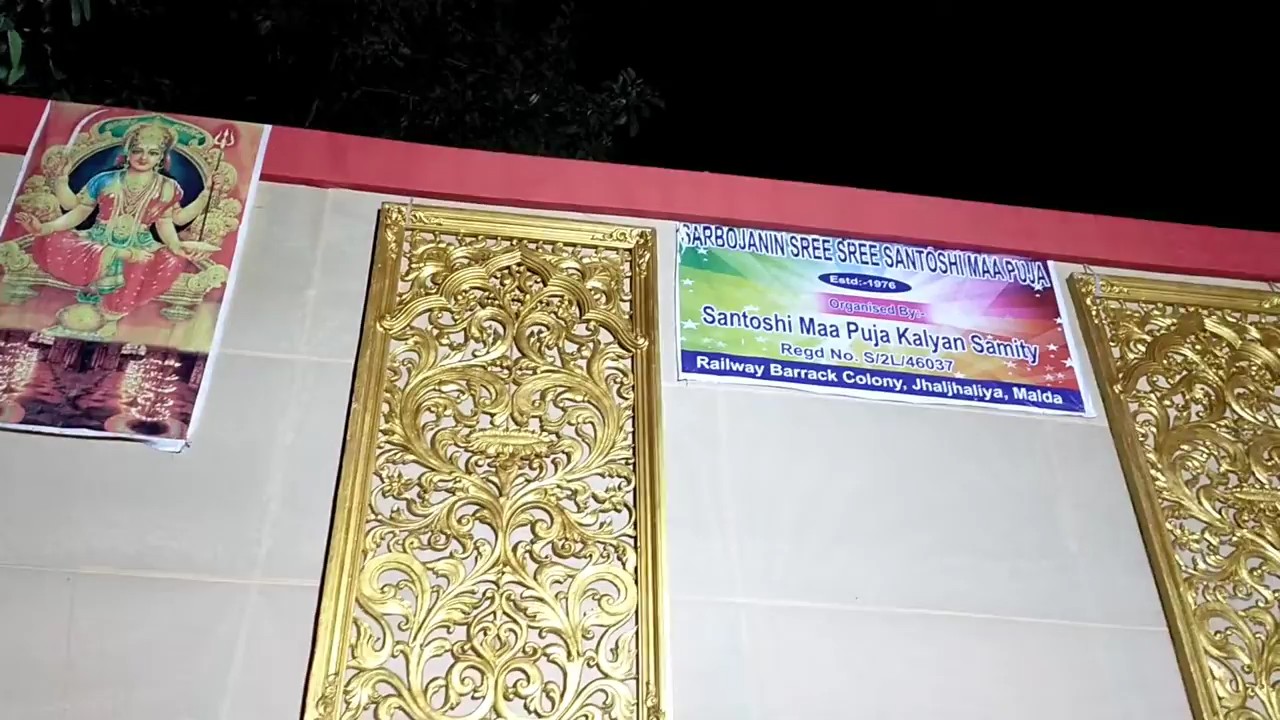 SARBOJANIN SREE SREE SANTOSHI MAA PUJA
Estd:-1976
Organised By:-
Santoshi Maa Puja Kalyan Samity
Regd No. S/2L/46037
Railway Barrack Colony, Jhaljhaliya, Malda